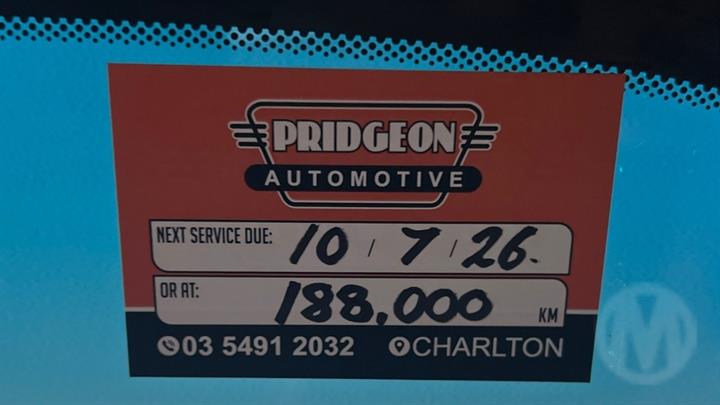 PRIDGEON
AUTOMOTIVE
NEXT SERVICE DUE: 10 / 7 / 26.
OR AT: 188,000 KM
03 5491 2032 CHARLTON
M